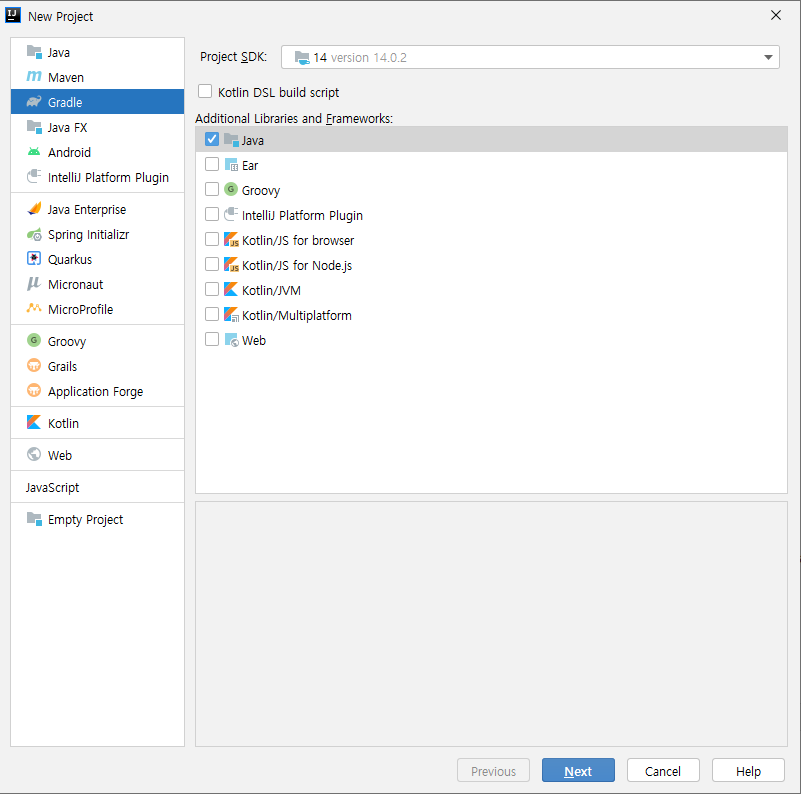 New Project
Java
Maven
Gradle
Java FX
Android
IntelliJ Platform Plugin
Java Enterprise
Spring Initializr
Quarkus
Micronaut
MicroProfile
Groovy
Grails
Application Forge
Kotlin
Web
JavaScript
Empty Project
Project SDK: 14 version 14.0.2
Kotlin DSL build script
Additional Libraries and Frameworks:
Java
Ear
Groovy
IntelliJ Platform Plugin
Kotlin/JS for browser
Kotlin/JS for Node.js
Kotlin/JVM
Kotlin/Multiplatform
Web
Previous Next Cancel Help